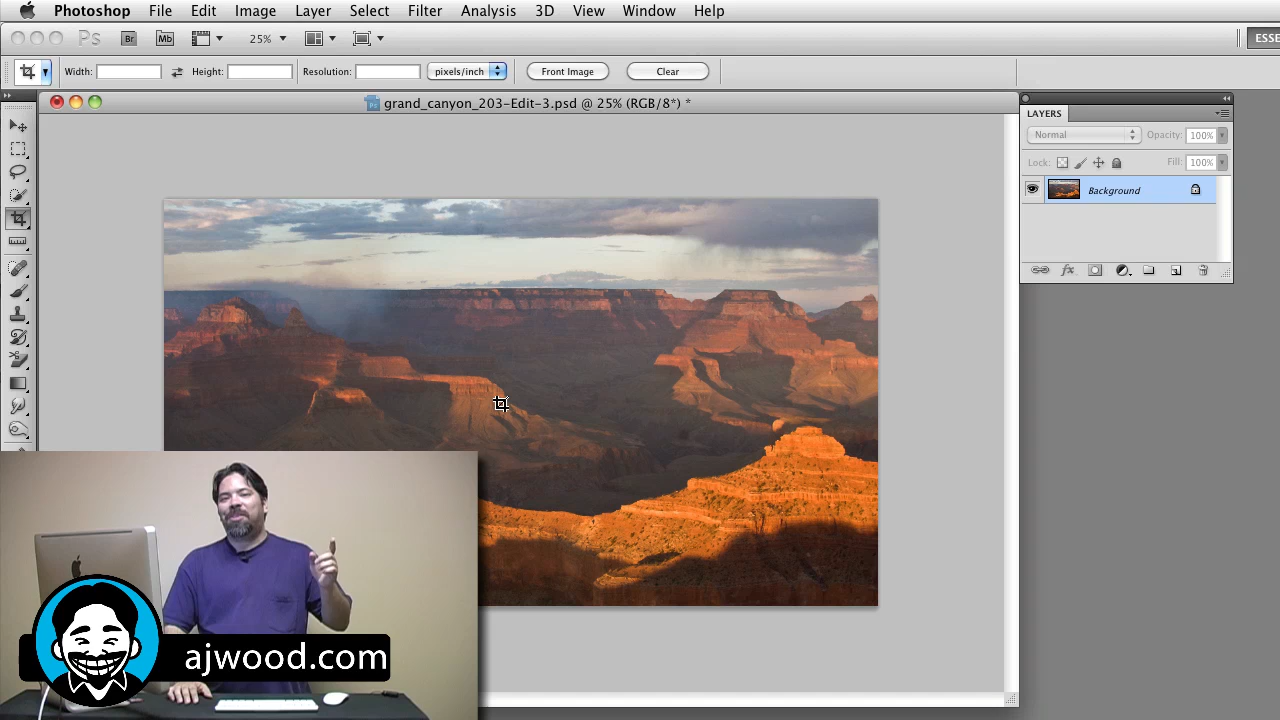 Photoshop File Edit Image Layer Select Filter Analysis 3D View Window Help
Ps Br Mb 25% ESSE
Width: Height: Resolution: pixels/inch Front Image Clear
grand_canyon_203-Edit-3.psd @ 25% (RGB/8*) *
LAYERS
Normal Opacity: 100%
Lock: Fill: 100%
Background
fx
ajwood.com